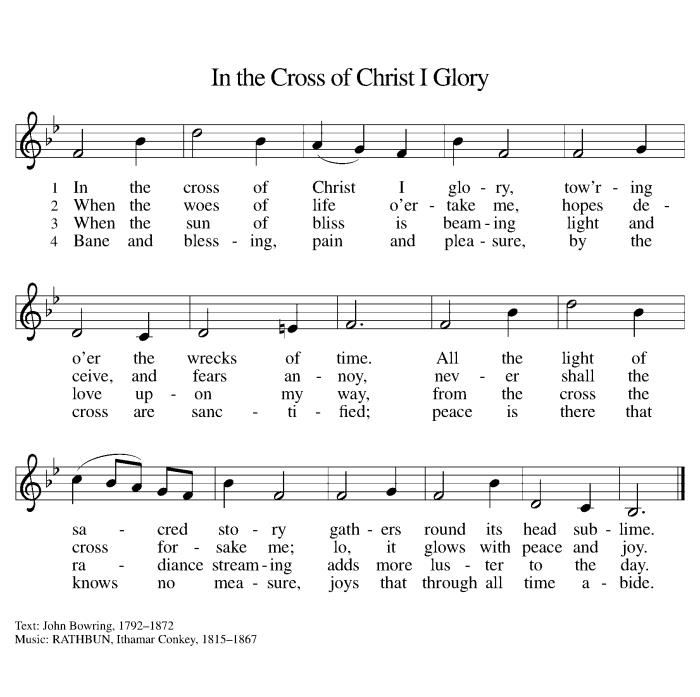 In the Cross of Christ I Glory
1 In the cross of Christ I glo - ry, tow'r - ing
2 When the woes of life o'er - take me, hopes de -
3 When the sun of bliss is beam - ing light and
4 Bane and bless - ing, pain and plea - sure, by the
o'er the wrecks of time. All the light of
ceive, and fears an - noy, nev - er shall the
love up - on my way, from the cross the
cross are sanc - ti - fied; peace is there that
sa - cred sto - ry gath - ers round its head sub - lime.
cross for - sake me; lo, it glows with peace and joy.
ra - diance stream - ing adds more lus - ter to the day.
knows no mea - sure, joys that through all time a - bide.
Text: John Bowring, 1792–1872
Music: RATHBUN, Ithamar Conkey, 1815–1867